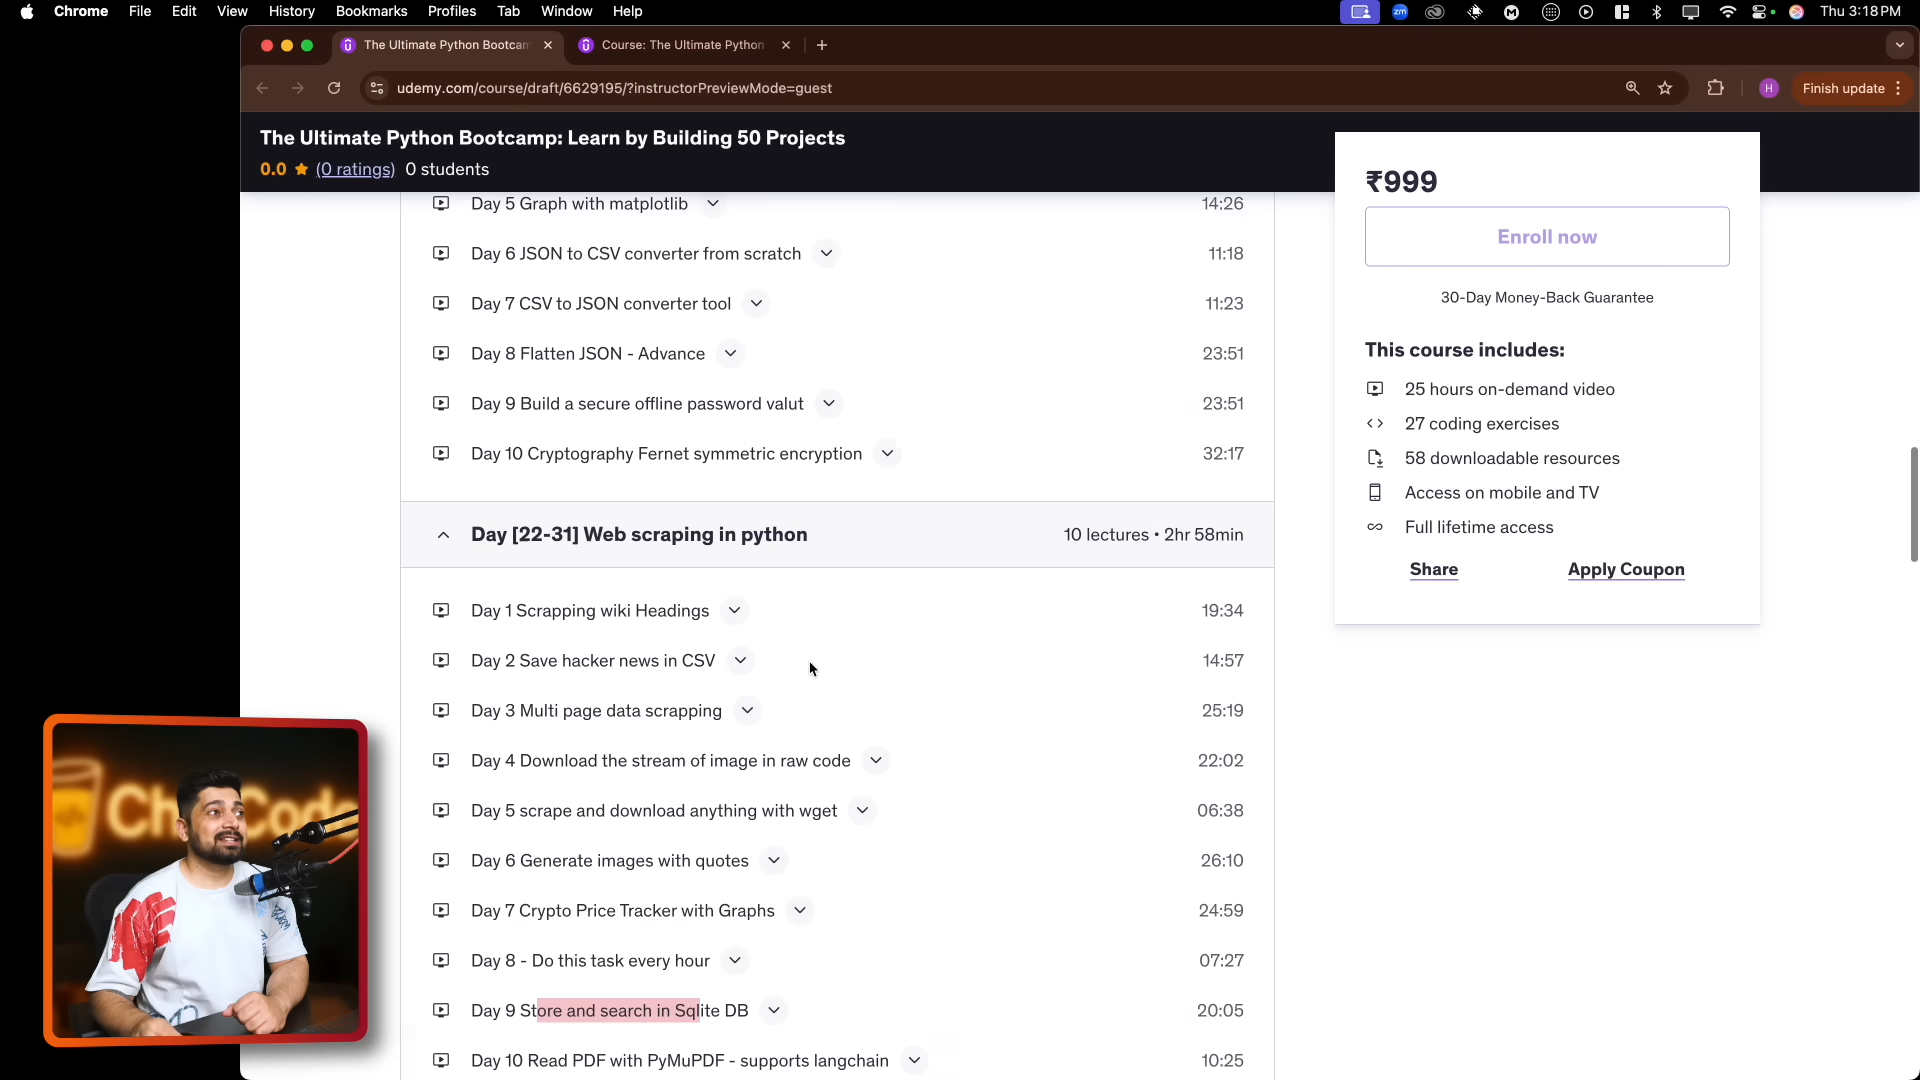 Chrome File Edit View History Bookmarks Profiles Tab Window Help
zm
Thu 3:18 PM
The Ultimate Python Bootcam
Course: The Ultimate Python
udemy.com/course/draft/6629195/?instructorPreviewMode=guest
H
Finish update
The Ultimate Python Bootcamp: Learn by Building 50 Projects
0.0 ★ (0 ratings) 0 students
Day 5 Graph with matplotlib 14:26
Day 6 JSON to CSV converter from scratch 11:18
Day 7 CSV to JSON converter tool 11:23
Day 8 Flatten JSON - Advance 23:51
Day 9 Build a secure offline password valut 23:51
Day 10 Cryptography Fernet symmetric encryption 32:17
Day [22-31] Web scraping in python 10 lectures • 2hr 58min
Day 1 Scrapping wiki Headings 19:34
Day 2 Save hacker news in CSV 14:57
Day 3 Multi page data scrapping 25:19
Day 4 Download the stream of image in raw code 22:02
Day 5 scrape and download anything with wget 06:38
Day 6 Generate images with quotes 26:10
Day 7 Crypto Price Tracker with Graphs 24:59
Day 8 - Do this task every hour 07:27
Day 9 Store and search in Sqlite DB 20:05
Day 10 Read PDF with PyMuPDF - supports langchain 10:25
₹999
Enroll now
30-Day Money-Back Guarantee
This course includes:
25 hours on-demand video
27 coding exercises
58 downloadable resources
Access on mobile and TV
Full lifetime access
Share Apply Coupon